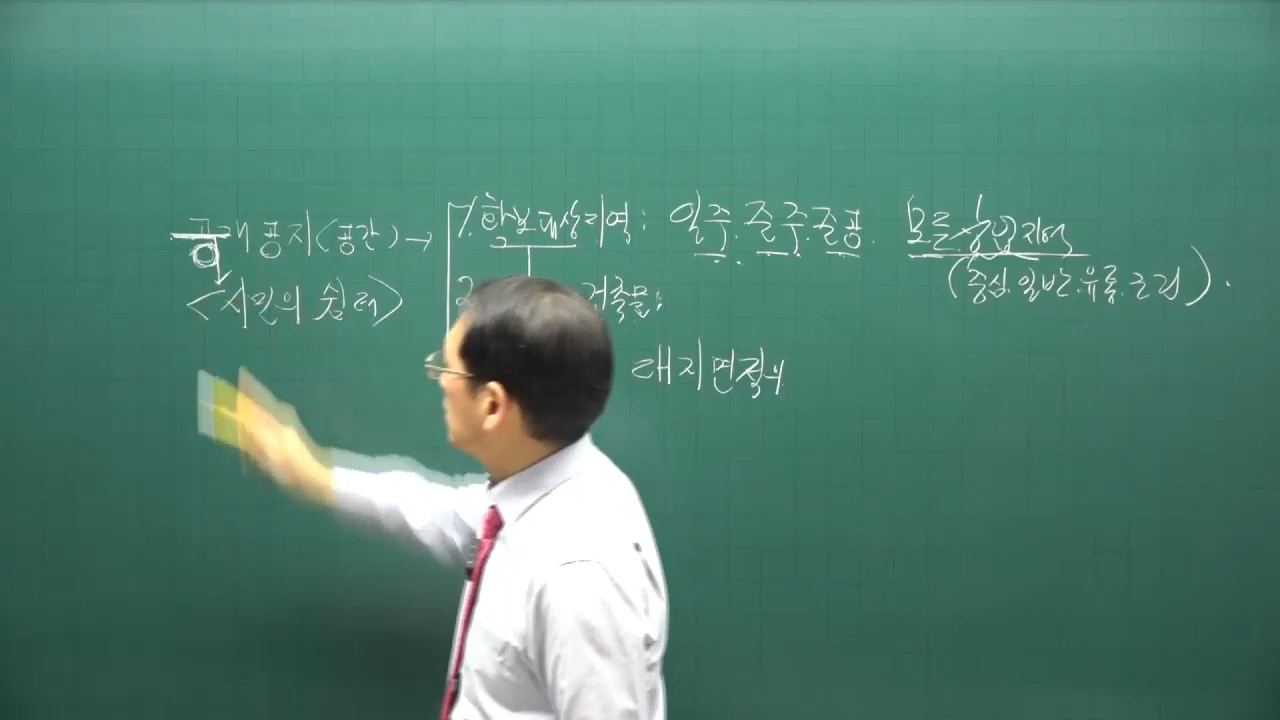 공개공지(공간) → 1. 확보대상지역: 일주. 준주. 준공. 모든 상업지역
(중심. 일반. 유통. 근린).
<시민의 쉼터> 2. 건축물:
대지면적의